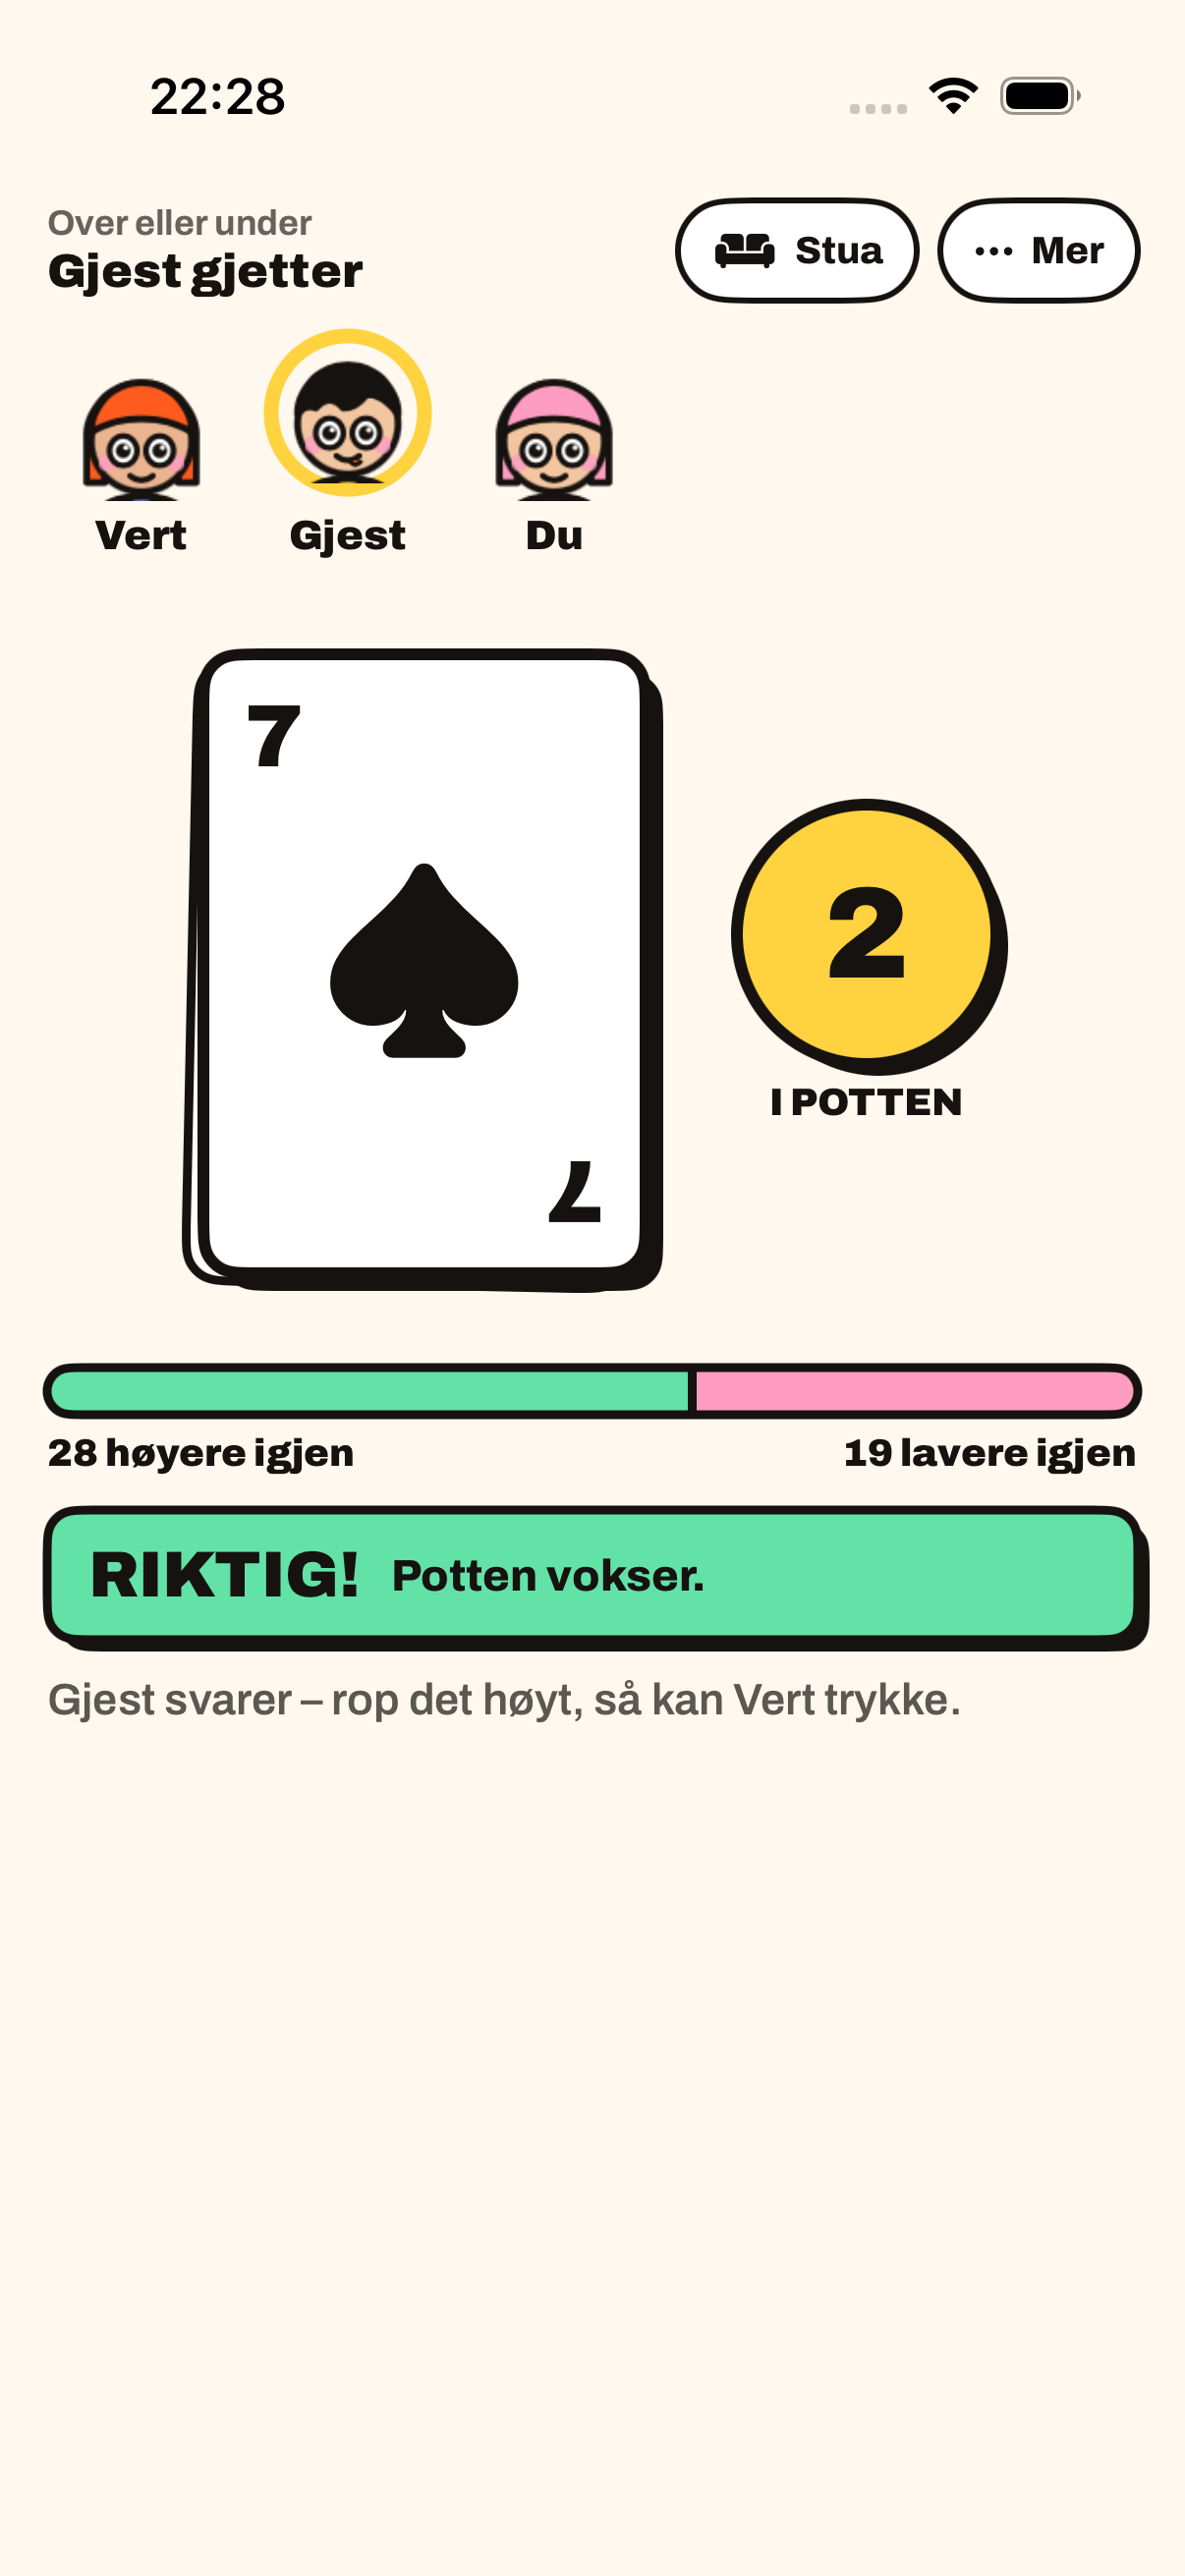 22:28
Over eller under
Gjest gjetter
Stua
Mer
Vert
Gjest
Du
7
2
I POTTEN
7
28 høyere igjen
19 lavere igjen
RIKTIG! Potten vokser.
Gjest svarer – rop det høyt, så kan Vert trykke.